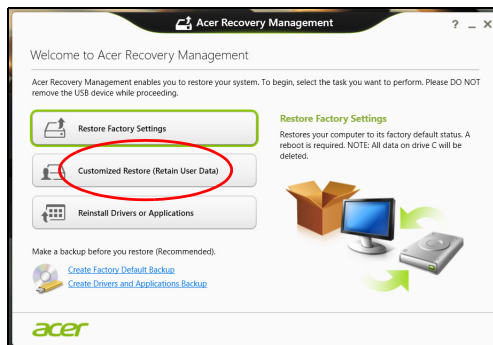 Acer Recovery Management
? _ X
Welcome to Acer Recovery Management
Acer Recovery Management enables you to restore your system. To begin, select the task you want to perform. Please DO NOT
remove the USB device while proceeding.
Restore Factory Settings
Customized Restore (Retain User Data)
Reinstall Drivers or Applications
Restore Factory Settings
Restores your computer to its factory default status. A
reboot is required. NOTE: All data on drive C will be
deleted.
Make a backup before you restore (Recommended).
Create Factory Default Backup
Create Drivers and Applications Backup
acer